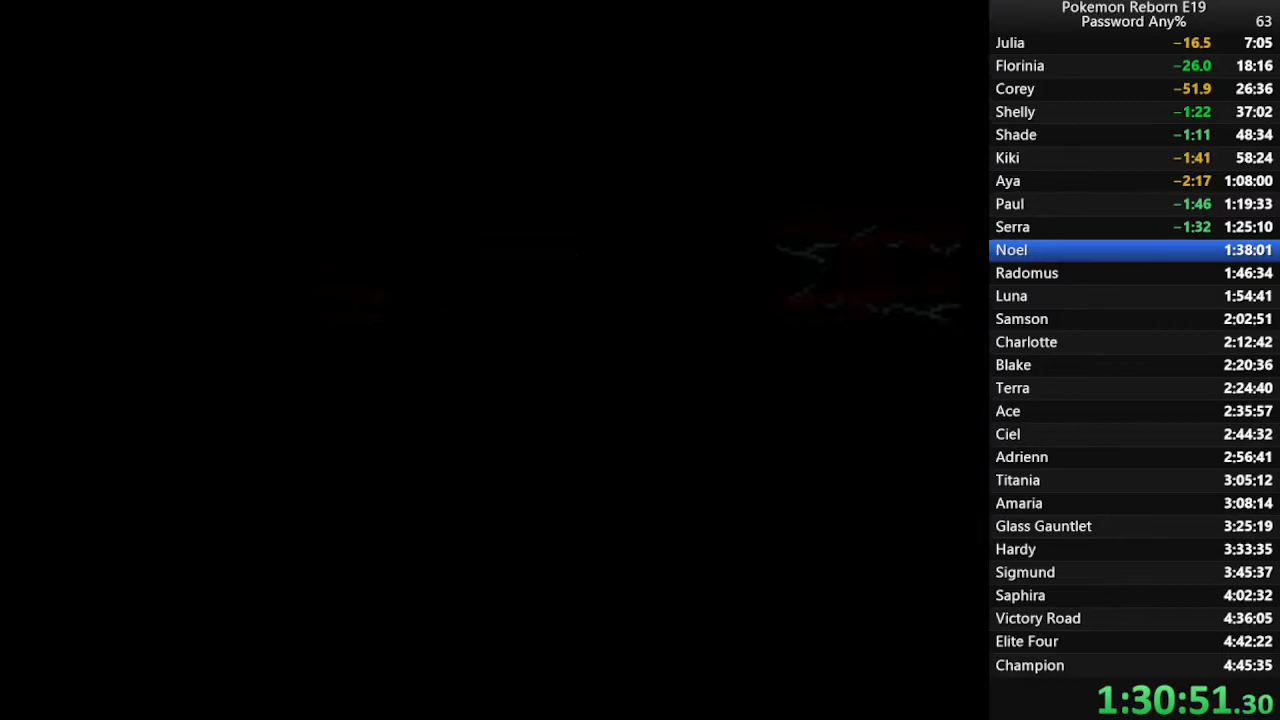 Pokemon Reborn E19
Password Any% 63
Julia −16.5 7:05
Florinia −26.0 18:16
Corey −51.9 26:36
Shelly −1:22 37:02
Shade −1:11 48:34
Kiki −1:41 58:24
Aya −2:17 1:08:00
Paul −1:46 1:19:33
Serra −1:32 1:25:10
Noel 1:38:01
Radomus 1:46:34
Luna 1:54:41
Samson 2:02:51
Charlotte 2:12:42
Blake 2:20:36
Terra 2:24:40
Ace 2:35:57
Ciel 2:44:32
Adrienn 2:56:41
Titania 3:05:12
Amaria 3:08:14
Glass Gauntlet 3:25:19
Hardy 3:33:35
Sigmund 3:45:37
Saphira 4:02:32
Victory Road 4:36:05
Elite Four 4:42:22
Champion 4:45:35
1:30:51.30